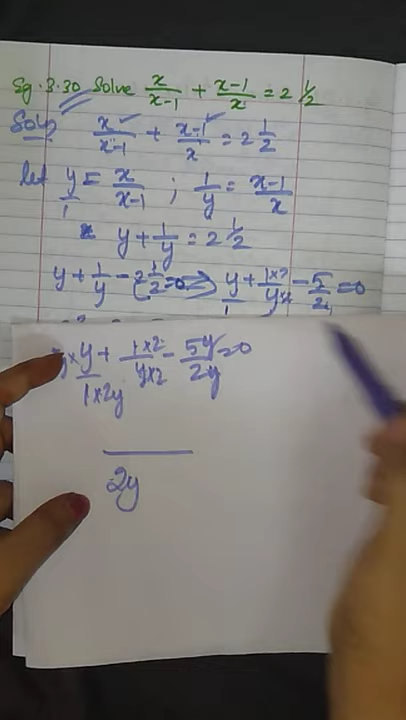 Eg. 3.30 Solve x/(x-1) + (x-1)/x = 2 1/2
Soln x/(x-1) + (x-1)/x = 2 1/2
let y/1 = x/(x-1) ; 1/y = (x-1)/x
y + 1/y = 2 1/2
y + 1/y - 2 1/2 = 0 => y/1 + (1×2)/(y×2) - 5/2 = 0
×y/(1×2y) + (1×2)/(y×2) - 5y/2y = 0
2y